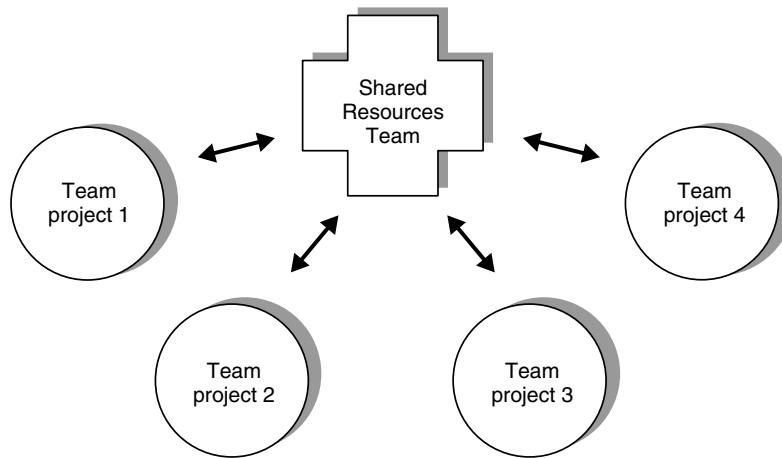 Shared
Resources
Team
Team
project 1
Team
project 4
Team
project 2
Team
project 3